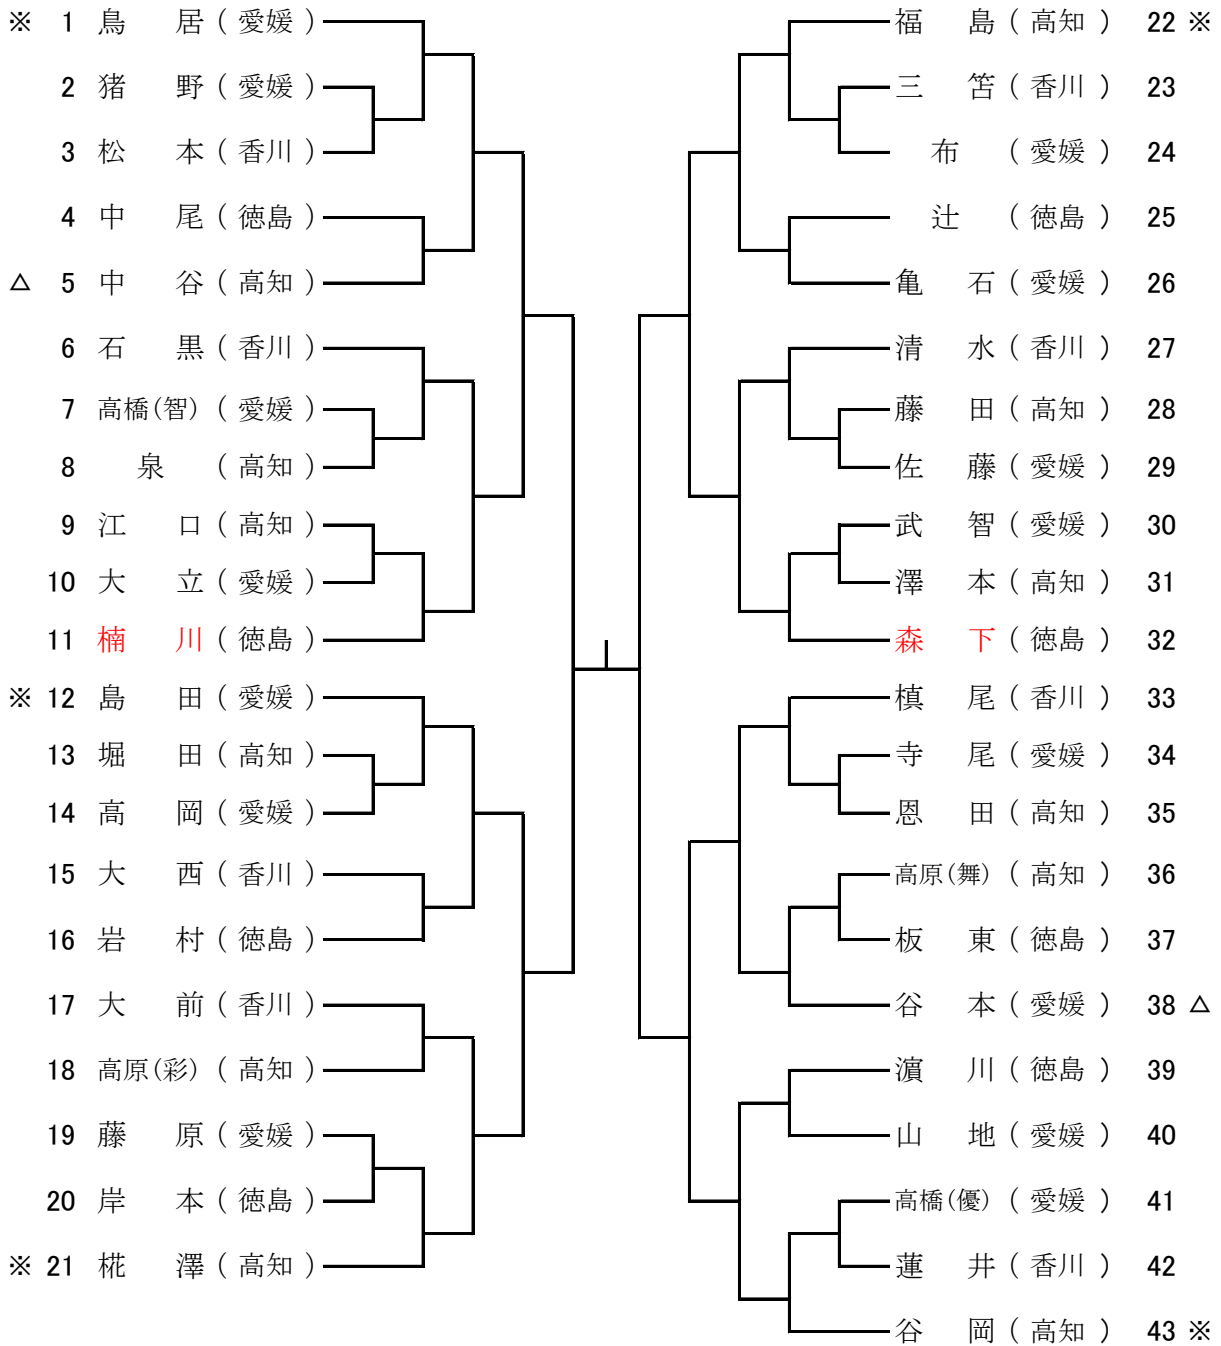 ※ 1 鳥居 ( 愛媛 )
2 猪野 ( 愛媛 )
3 松本 ( 香川 )
4 中尾 ( 徳島 )
△ 5 中谷 ( 高知 )
6 石黒 ( 香川 )
7 高橋(智) ( 愛媛 )
8 泉 ( 高知 )
9 江口 ( 高知 )
10 大立 ( 愛媛 )
11 楠川 ( 徳島 )
※ 12 島田 ( 愛媛 )
13 堀田 ( 高知 )
14 高岡 ( 愛媛 )
15 大西 ( 香川 )
16 岩村 ( 徳島 )
17 大前 ( 香川 )
18 高原(彩) ( 高知 )
19 藤原 ( 愛媛 )
20 岸本 ( 徳島 )
※ 21 椛澤 ( 高知 )
福島 ( 高知 ) 22 ※
三笘 ( 香川 ) 23
布 ( 愛媛 ) 24
辻 ( 徳島 ) 25
亀石 ( 愛媛 ) 26
清水 ( 香川 ) 27
藤田 ( 高知 ) 28
佐藤 ( 愛媛 ) 29
武智 ( 愛媛 ) 30
澤本 ( 高知 ) 31
森下 ( 徳島 ) 32
槙尾 ( 香川 ) 33
寺尾 ( 愛媛 ) 34
恩田 ( 高知 ) 35
高原(舞) ( 高知 ) 36
板東 ( 徳島 ) 37
谷本 ( 愛媛 ) 38 △
濵川 ( 徳島 ) 39
山地 ( 愛媛 ) 40
高橋(優) ( 愛媛 ) 41
蓮井 ( 香川 ) 42
谷岡 ( 高知 ) 43 ※